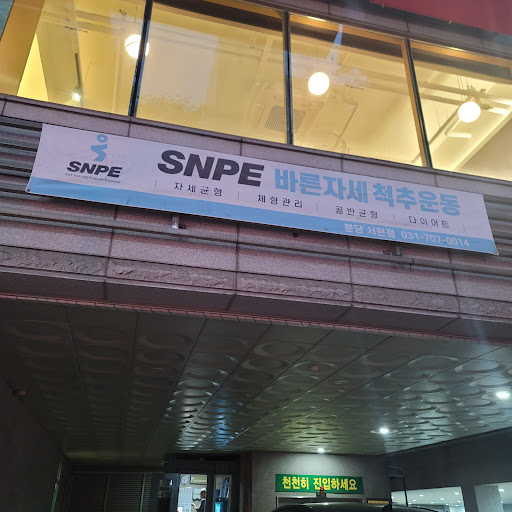 SNPE
SNPE 바른자세 척추운동
자세균형 | 체형관리 | 골반균형 | 다이어트
분당 서현점 031-707-0014
SNPE
천천히 진입하세요